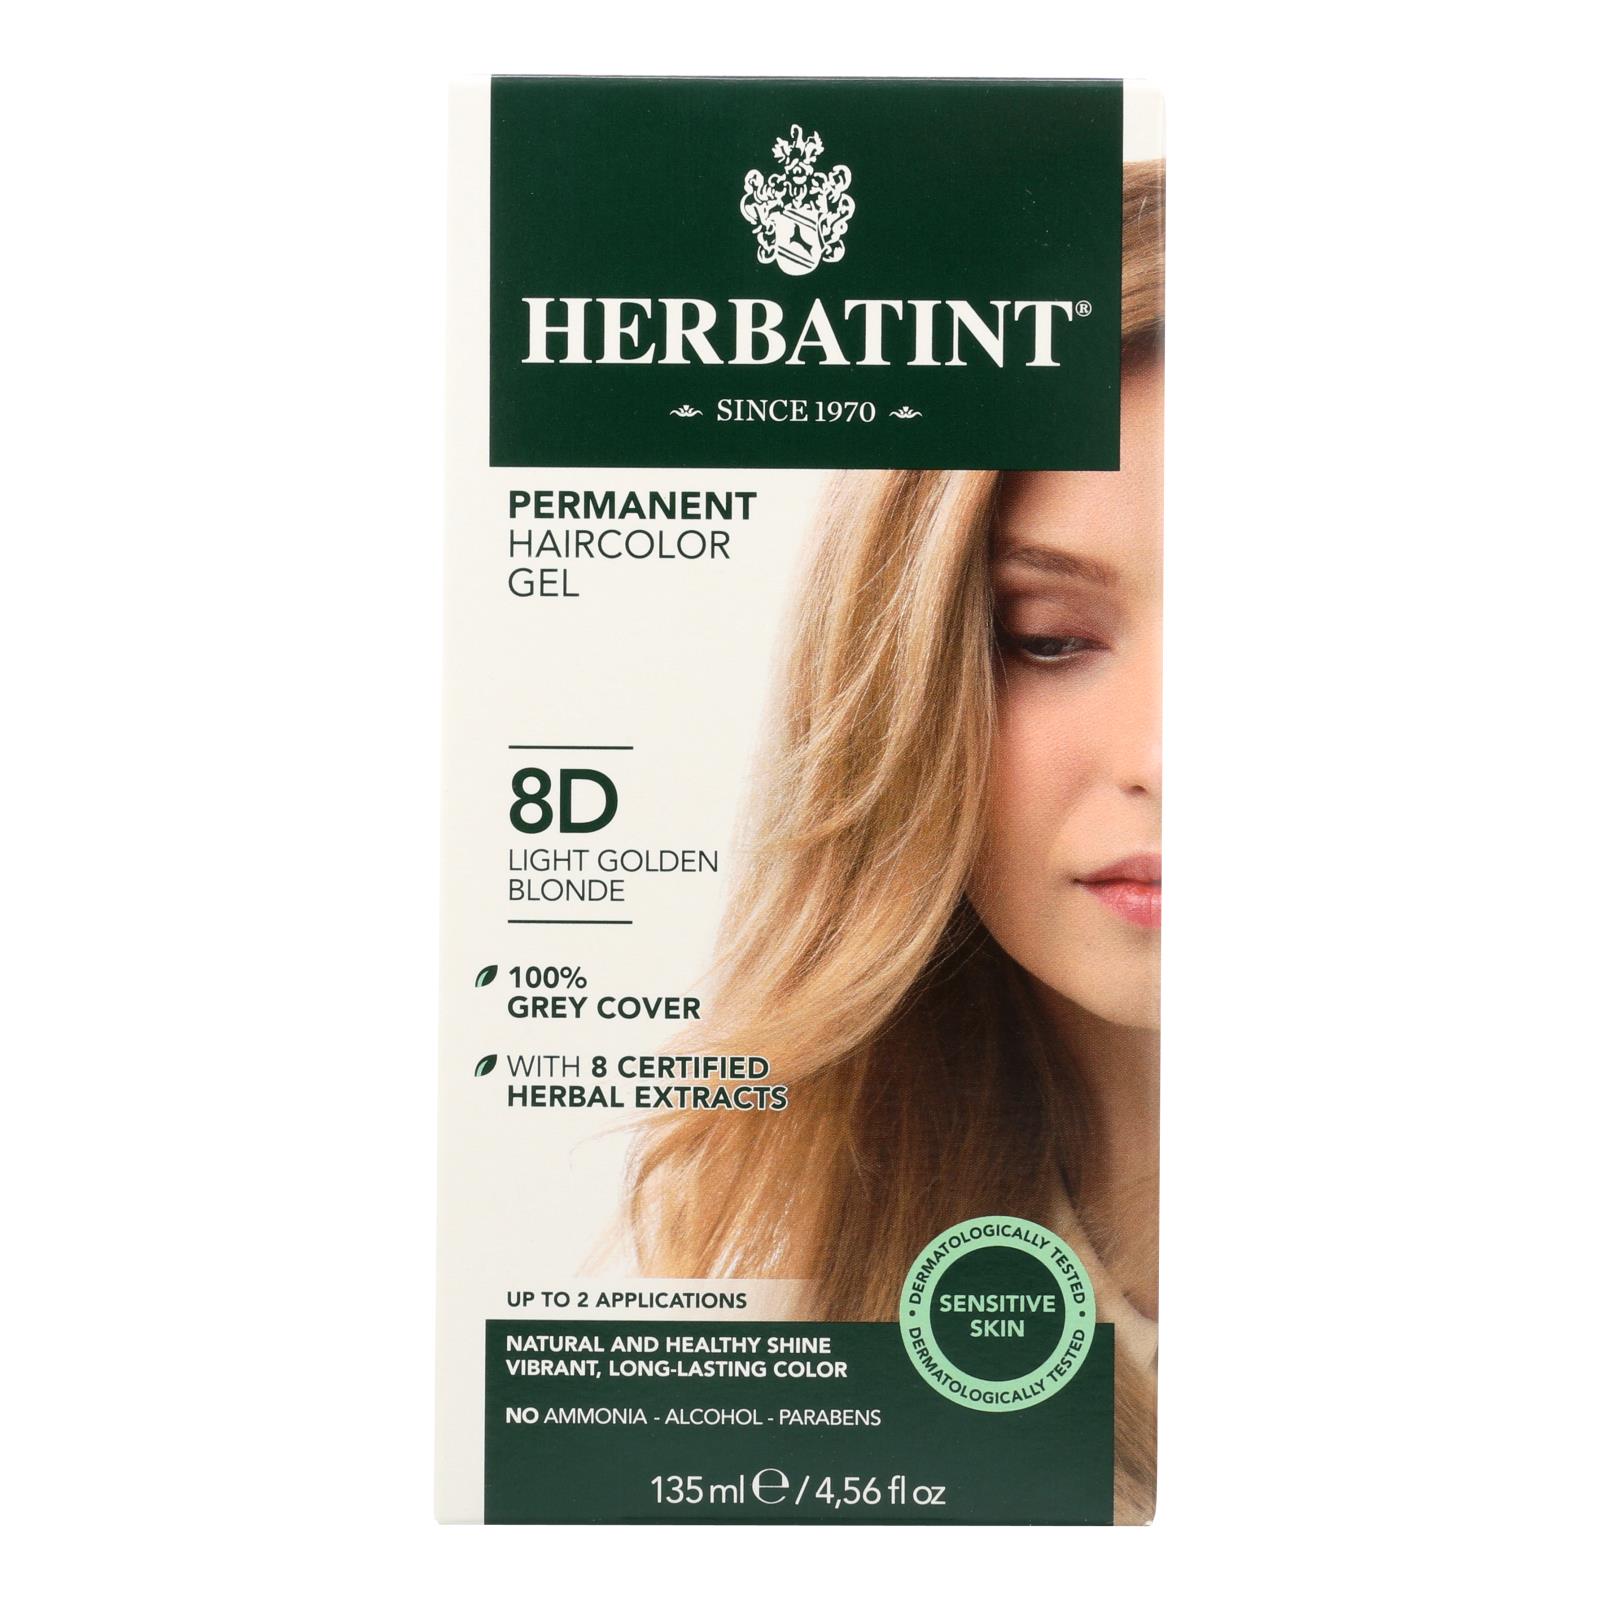 HERBATINT®
SINCE 1970
PERMANENT
HAIRCOLOR
GEL
8D
LIGHT GOLDEN
BLONDE
100%
GREY COVER
WITH 8 CERTIFIED
HERBAL EXTRACTS
UP TO 2 APPLICATIONS
NATURAL AND HEALTHY SHINE
VIBRANT, LONG-LASTING COLOR
NO AMMONIA - ALCOHOL - PARABENS
135 ml ℮ / 4,56 fl oz
• DERMATOLOGICALLY TESTED •
SENSITIVE
SKIN
DERMATOLOGICALLY TESTED